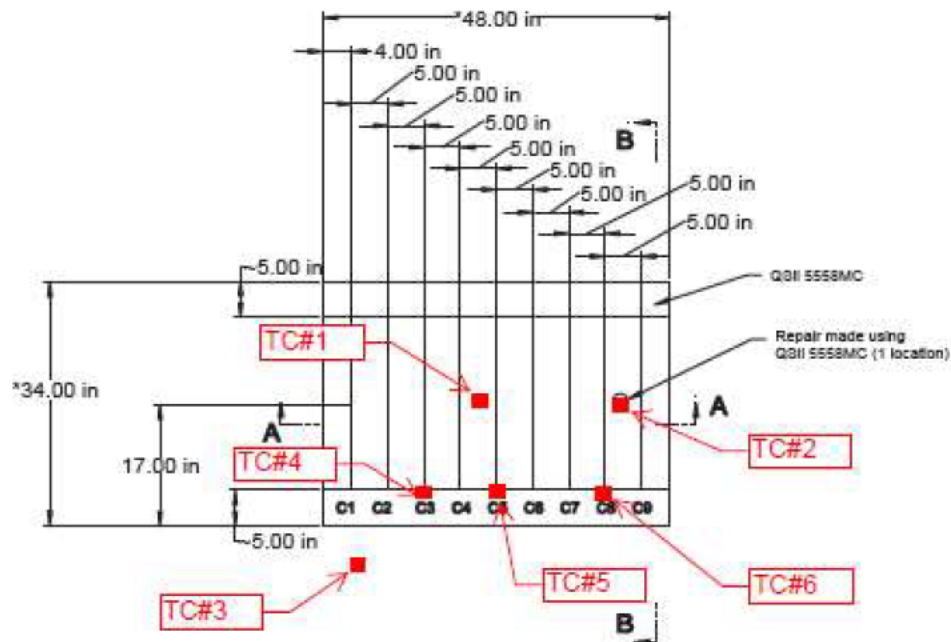 *48.00 in
4.00 in
5.00 in
5.00 in
5.00 in
5.00 in
5.00 in
5.00 in
5.00 in
5.00 in
B
~5.00 in
QSII 5558MC
TC#1
Repair made using
QSII 5558MC (1 location)
*34.00 in
A
A
17.00 in
TC#4
TC#2
C1 C2 C3 C4 C5 C6 C7 C8 C9
~5.00 in
TC#3
TC#5
TC#6
B